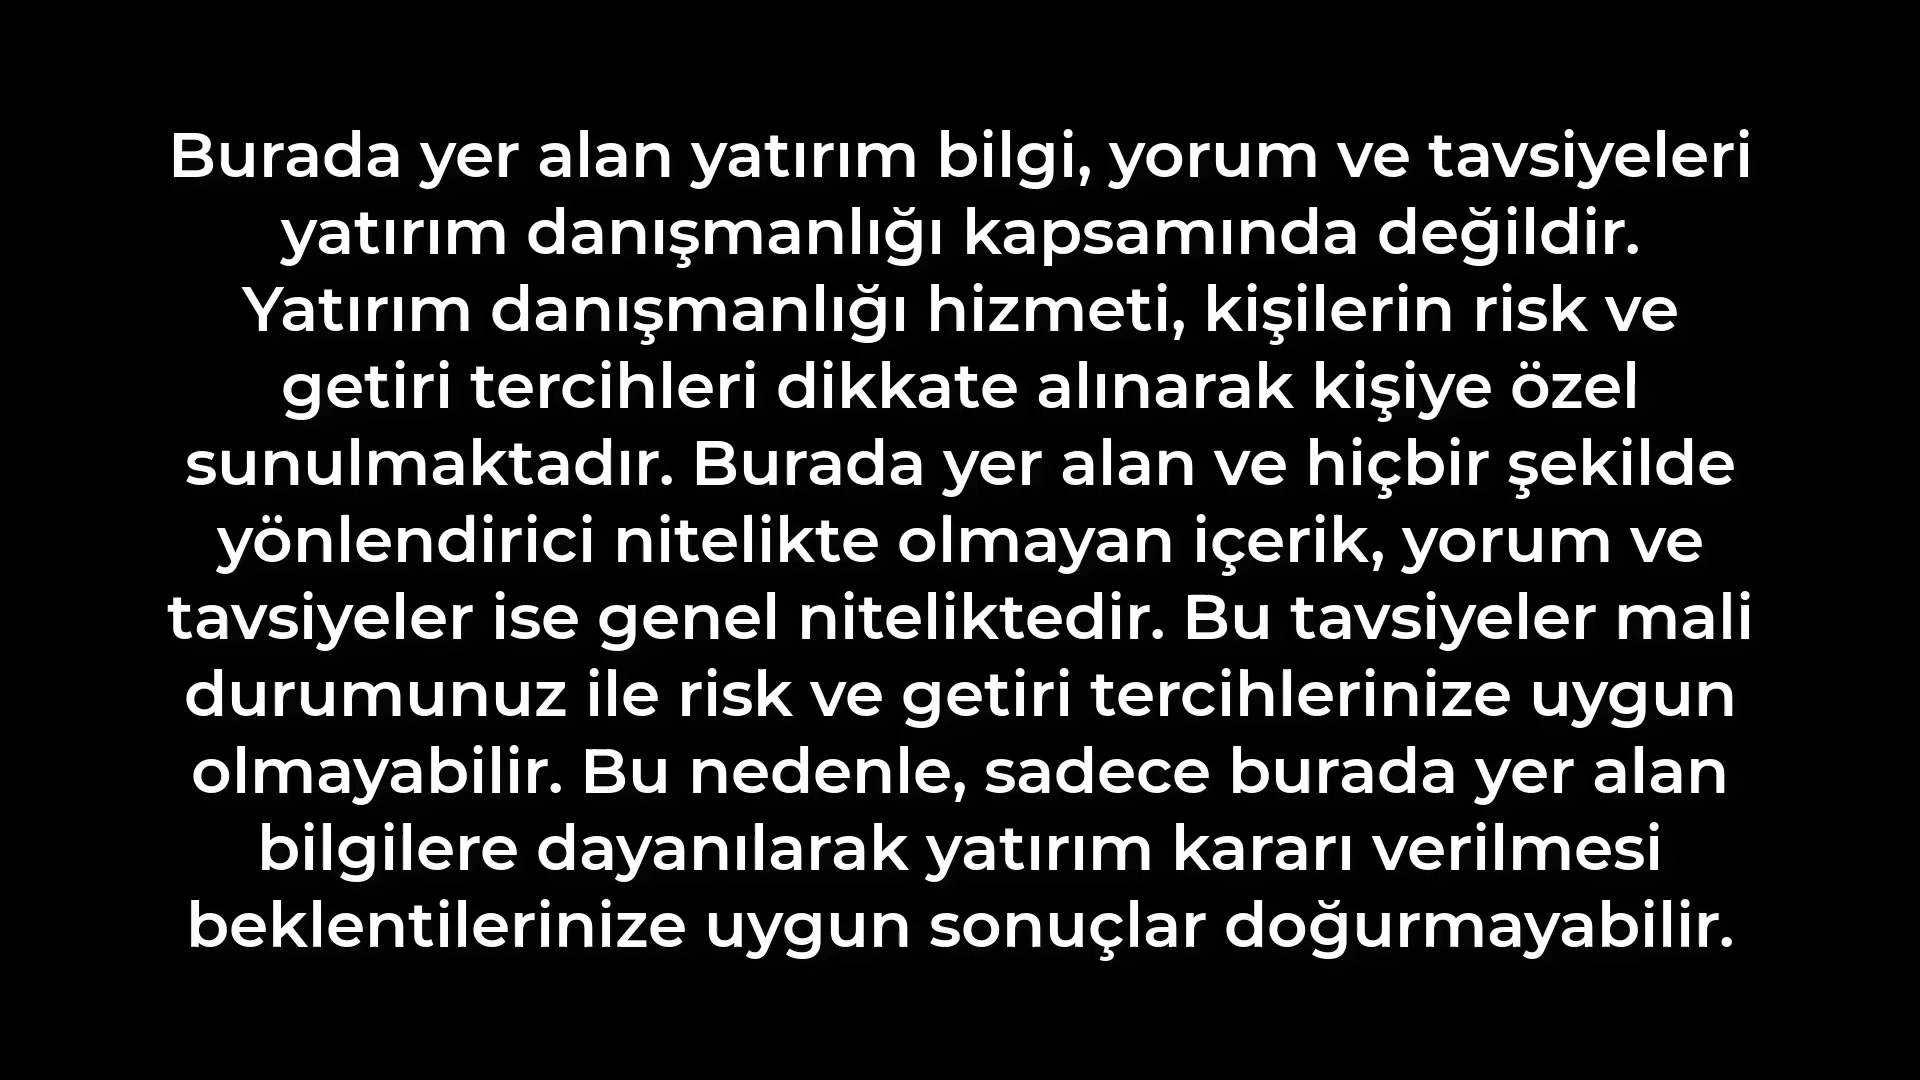 Burada yer alan yatırım bilgi, yorum ve tavsiyeleri
yatırım danışmanlığı kapsamında değildir.
Yatırım danışmanlığı hizmeti, kişilerin risk ve
getiri tercihleri dikkate alınarak kişiye özel
sunulmaktadır. Burada yer alan ve hiçbir şekilde
yönlendirici nitelikte olmayan içerik, yorum ve
tavsiyeler ise genel niteliktedir. Bu tavsiyeler mali
durumunuz ile risk ve getiri tercihlerinize uygun
olmayabilir. Bu nedenle, sadece burada yer alan
bilgilere dayanılarak yatırım kararı verilmesi
beklentilerinize uygun sonuçlar doğurmayabilir.